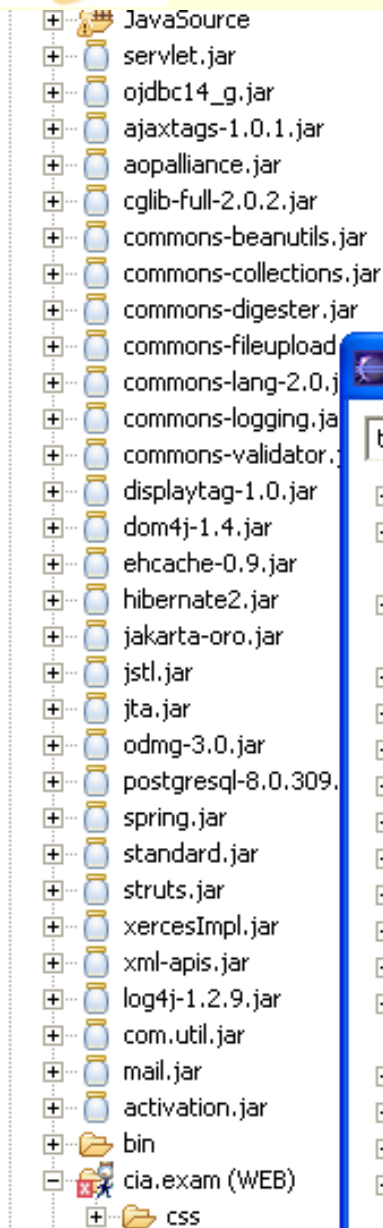 JavaSource
servlet.jar
ojdbc14_g.jar
ajaxtags-1.0.1.jar
aopalliance.jar
cglib-full-2.0.2.jar
commons-beanutils.jar
commons-collections.jar
commons-digester.jar
commons-fileupload
commons-lang-2.0.j
commons-logging.ja
commons-validator.j
displaytag-1.0.jar
dom4j-1.4.jar
ehcache-0.9.jar
hibernate2.jar
jakarta-oro.jar
jstl.jar
jta.jar
odmg-3.0.jar
postgresql-8.0.309.
spring.jar
standard.jar
struts.jar
xercesImpl.jar
xml-apis.jar
log4j-1.2.9.jar
com.util.jar
mail.jar
activation.jar
bin
cia.exam (WEB)
css